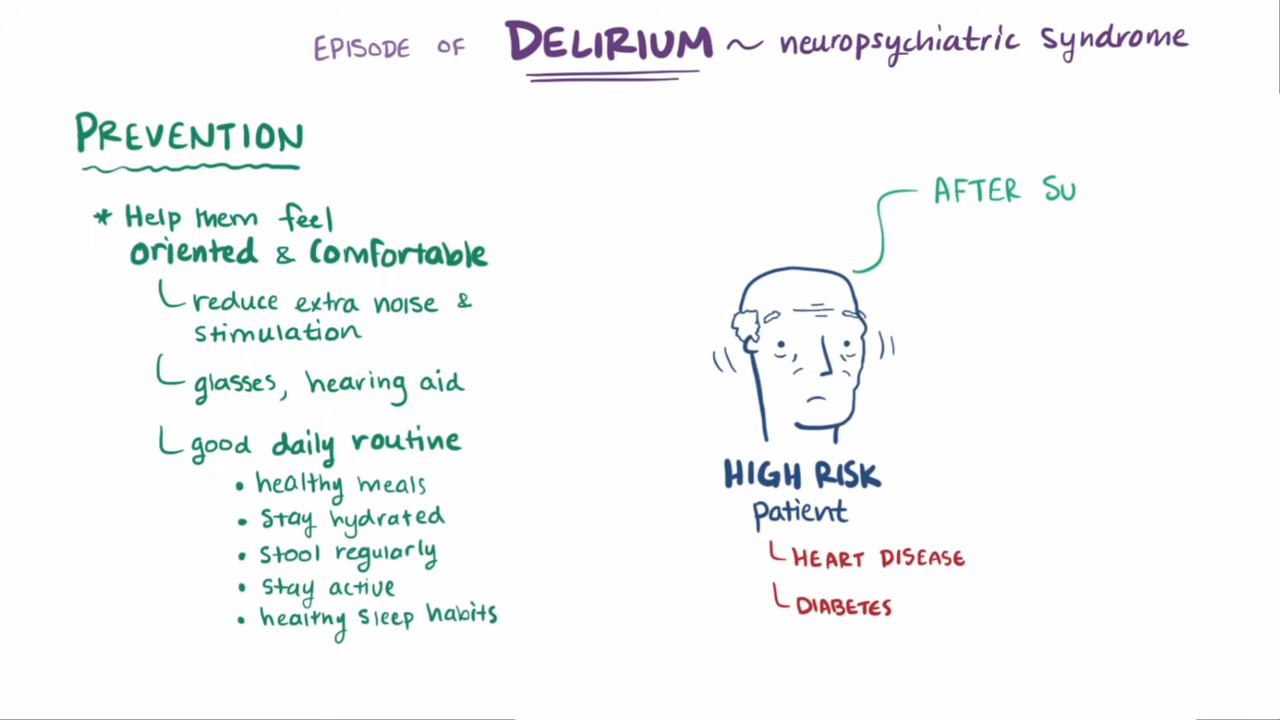 EPISODE OF DELIRIUM ~ neuropsychiatric syndrome
PREVENTION
* Help them feel
oriented & comfortable
reduce extra noise &
stimulation
glasses, hearing aid
good daily routine
• healthy meals
• stay hydrated
• stool regularly
• stay active
• healthy sleep habits
AFTER SU
HIGH RISK
patient
HEART DISEASE
DIABETES